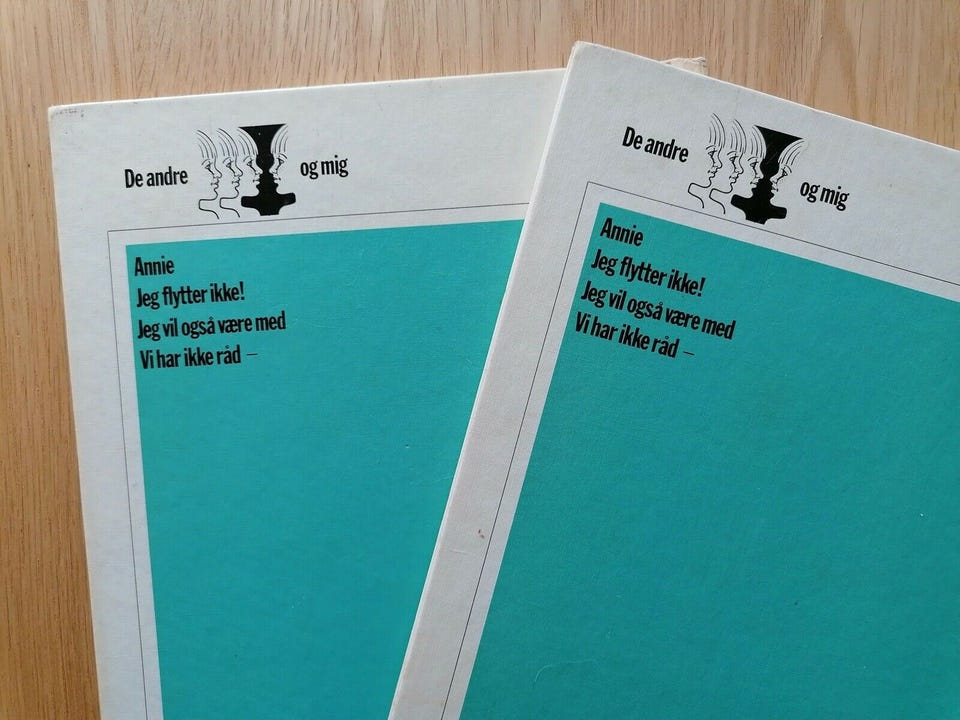 De andre og mig
Annie
Jeg flytter ikke!
Jeg vil også være med
Vi har ikke råd –
De andre og mig
Annie
Jeg flytter ikke!
Jeg vil også være med
Vi har ikke råd –